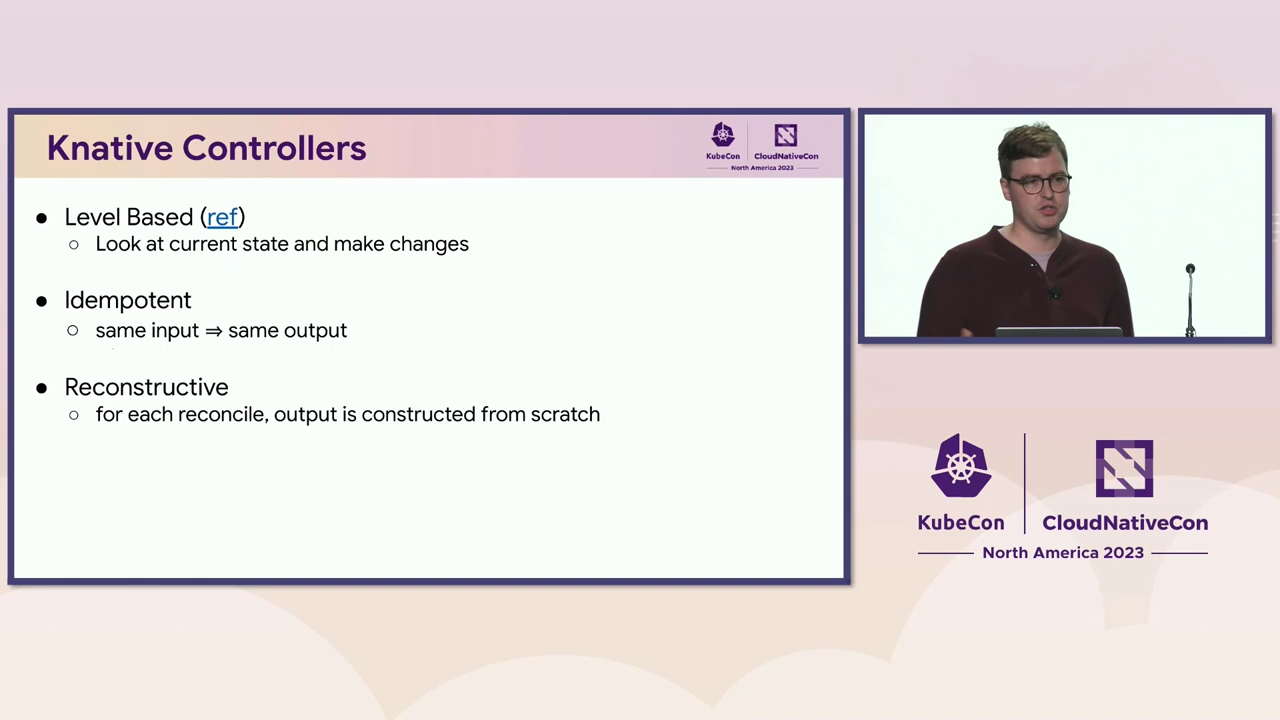 Knative Controllers
KubeCon
CloudNativeCon
North America 2023
● Level Based (ref)
○ Look at current state and make changes
● Idempotent
○ same input ⇒ same output
● Reconstructive
○ for each reconcile, output is constructed from scratch
KubeCon
CloudNativeCon
North America 2023